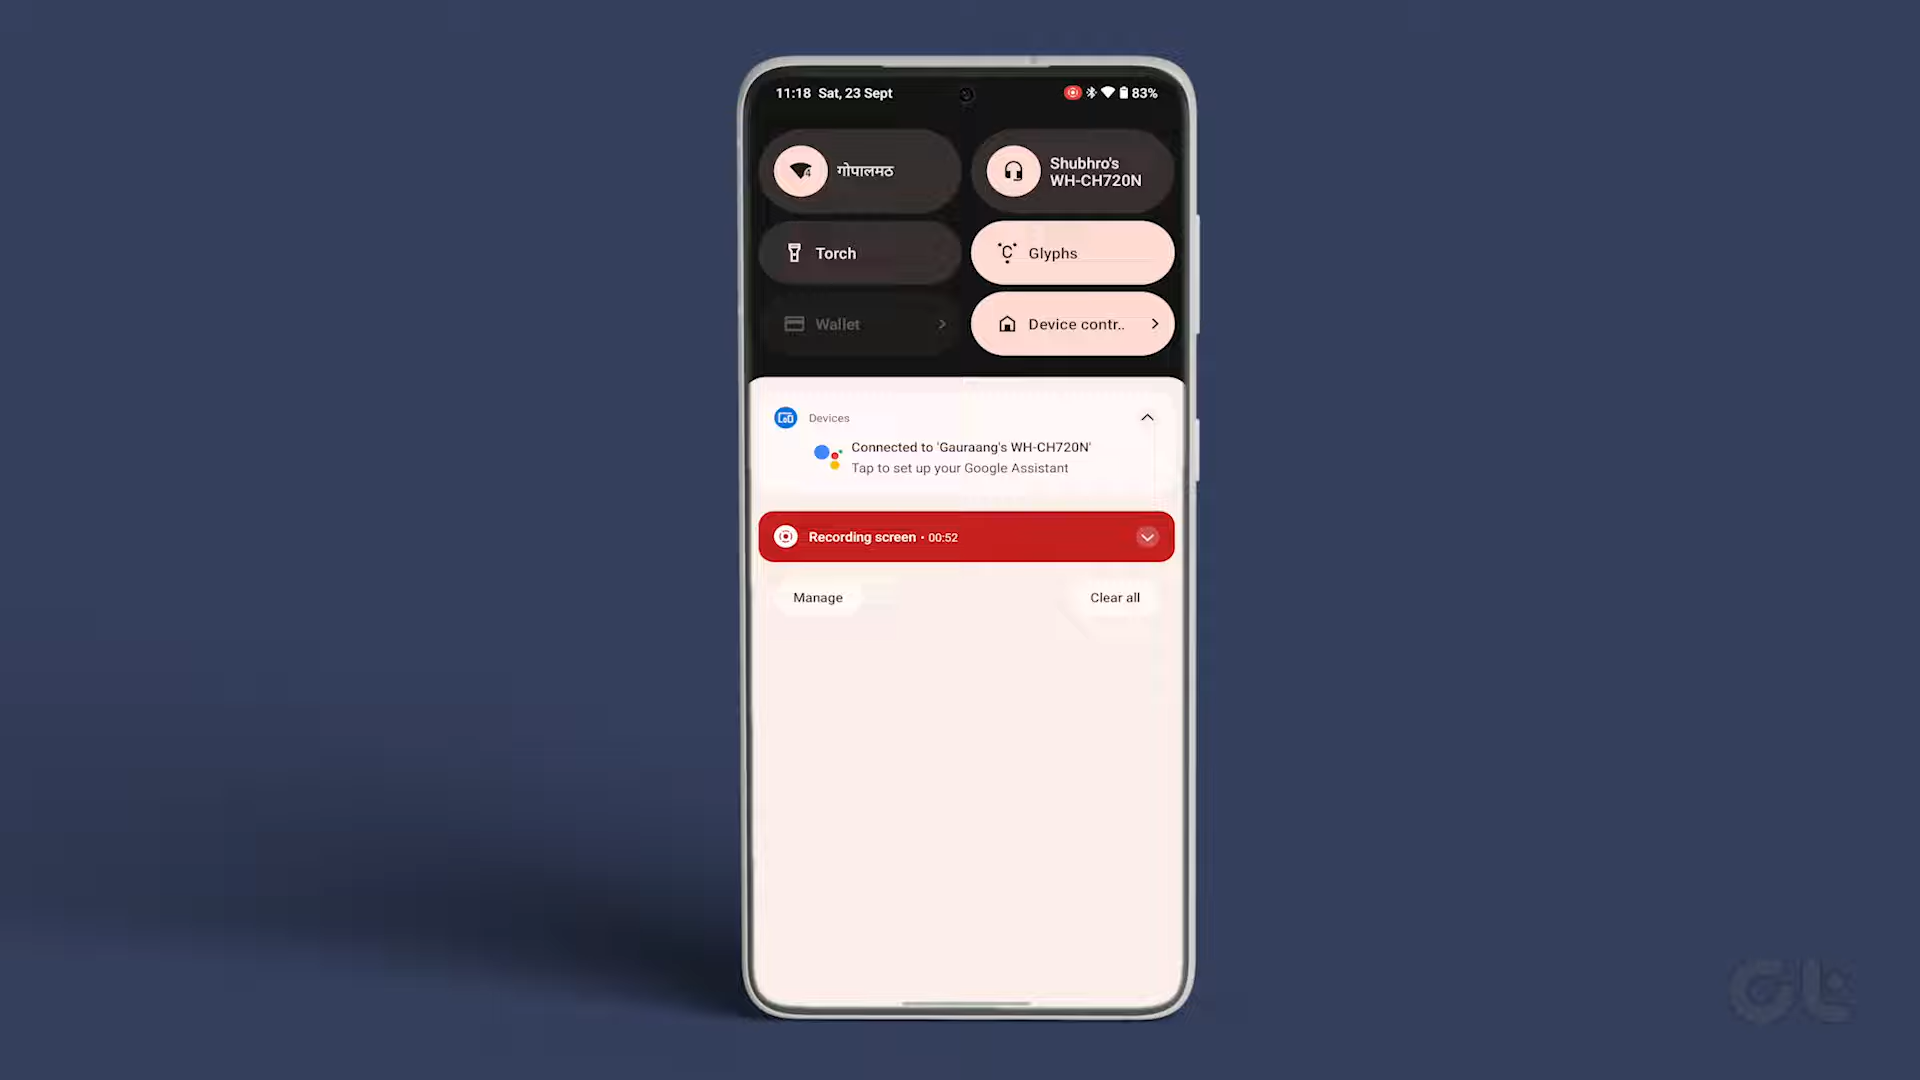 11:18 Sat, 23 Sept
83%
गोपालमठ
Shubhro's
WH-CH720N
Torch
Glyphs
Wallet
Device contr..
Devices
Connected to 'Gauraang's WH-CH720N'
Tap to set up your Google Assistant
Recording screen • 00:52
Manage
Clear all
GL